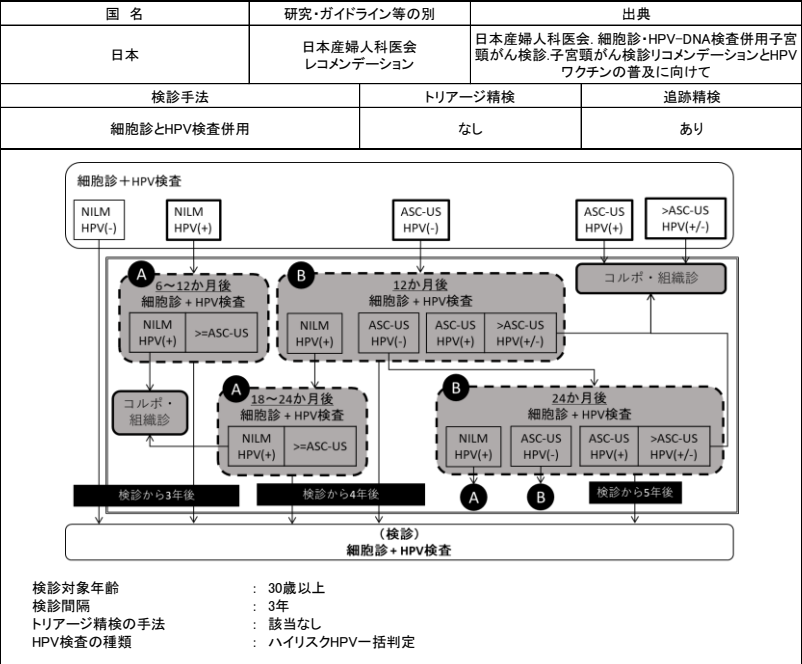 国 名
研究・ガイドライン等の別
出典
日本
日本産婦人科医会
レコメンデーション
日本産婦人科医会. 細胞診・HPV-DNA検査併用子宮
頸がん検診.子宮頸がん検診リコメンデーションとHPV
ワクチンの普及に向けて
検診手法
トリアージ精検
追跡精検
細胞診とHPV検査併用
なし
あり
細胞診+HPV検査
NILM
HPV(-)
NILM
HPV(+)
ASC-US
HPV(-)
ASC-US
HPV(+)
>ASC-US
HPV(+/-)
A
6~12か月後
細胞診 + HPV検査
NILM
HPV(+)
>=ASC-US
B
12か月後
細胞診 + HPV検査
NILM
HPV(+)
ASC-US
HPV(-)
ASC-US
HPV(+)
>ASC-US
HPV(+/-)
コルポ・組織診
コルポ・
組織診
A
18~24か月後
細胞診 + HPV検査
NILM
HPV(+)
>=ASC-US
B
24か月後
細胞診 + HPV検査
NILM
HPV(+)
ASC-US
HPV(-)
ASC-US
HPV(+)
>ASC-US
HPV(+/-)
A
B
検診から3年後
検診から4年後
検診から5年後
(検診)
細胞診+ HPV検査
検診対象年齢 : 30歳以上
検診間隔 : 3年
トリアージ精検の手法 : 該当なし
HPV検査の種類 : ハイリスクHPV一括判定